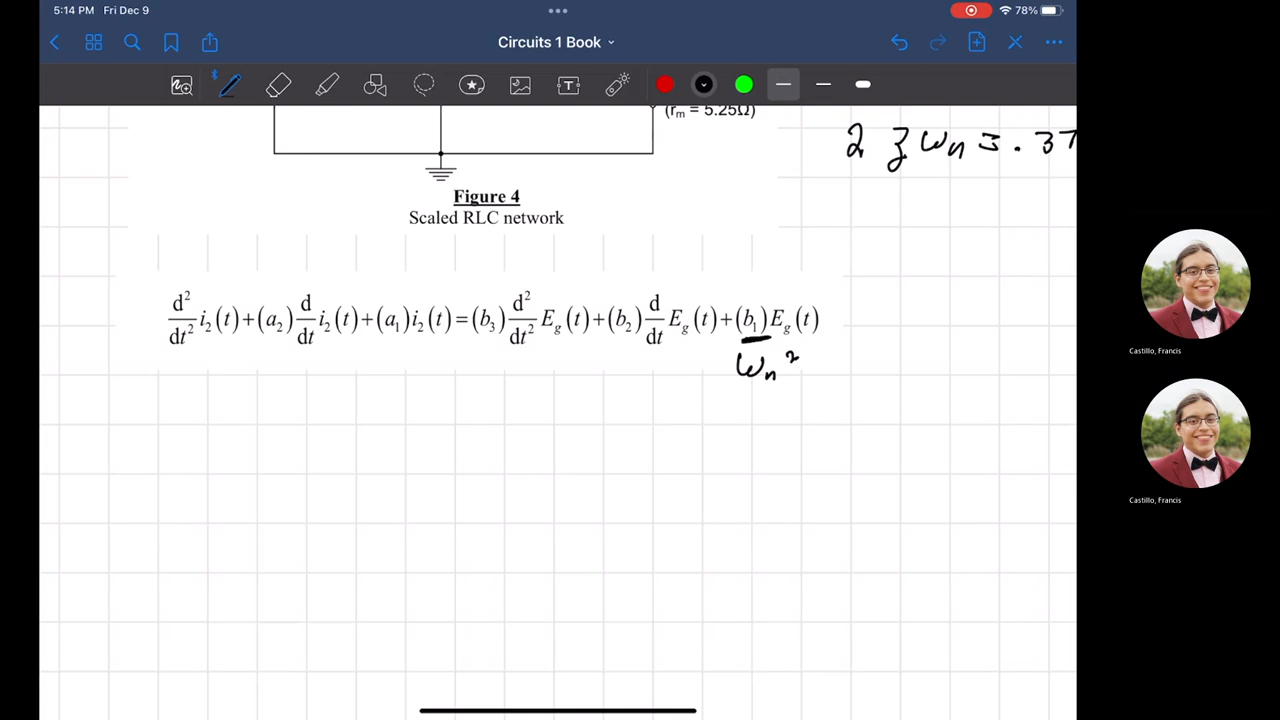 5:14 PM Fri Dec 9
78%
Circuits 1 Book
T
(rm = 5.25Ω)
2 ζ ωn = .37
Figure 4
Scaled RLC network
d²/dt² i₂(t)+(a₂) d/dt i₂(t)+(a₁)i₂(t)=(b₃) d²/dt² Eg(t)+(b₂) d/dt Eg(t)+(b₁)Eg(t)
ωn²
Castillo, Francis
Castillo, Francis